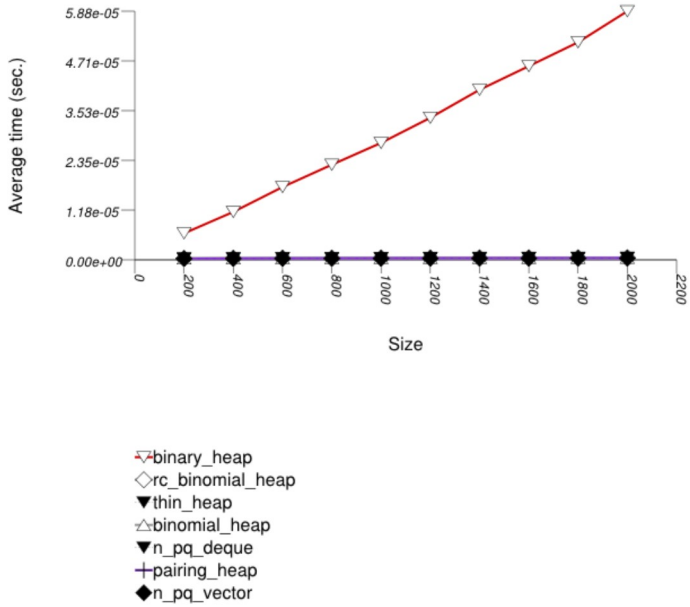 5.88e-05
4.71e-05
3.53e-05
2.35e-05
1.18e-05
0.00e+00
Average time (sec.)
0 200 400 600 800 1000 1200 1400 1600 1800 2000 2200
Size
binary_heap
rc_binomial_heap
thin_heap
binomial_heap
n_pq_deque
pairing_heap
n_pq_vector